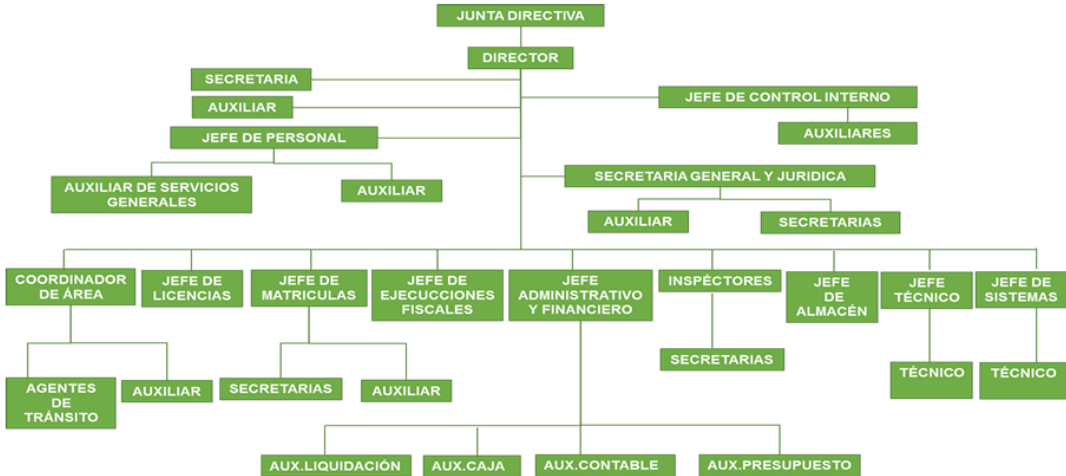 JUNTA DIRECTIVA
DIRECTOR
SECRETARIA
AUXILIAR
JEFE DE CONTROL INTERNO
AUXILIARES
JEFE DE PERSONAL
AUXILIAR DE SERVICIOS
GENERALES
AUXILIAR
SECRETARIA GENERAL Y JURIDICA
AUXILIAR
SECRETARIAS
COORDINADOR
DE ÁREA
JEFE DE
LICENCIAS
JEFE DE
MATRICULAS
JEFE DE
EJECUCCIONES
FISCALES
JEFE
ADMINISTRATIVO
Y FINANCIERO
INSPÉCTORES
JEFE
DE
ALMACÉN
JEFE
TÉCNICO
JEFE DE
SISTEMAS
AGENTES
DE
TRÁNSITO
AUXILIAR
SECRETARIAS
AUXILIAR
SECRETARIAS
TÉCNICO
TÉCNICO
AUX.LIQUIDACIÓN
AUX.CAJA
AUX.CONTABLE
AUX.PRESUPUESTO